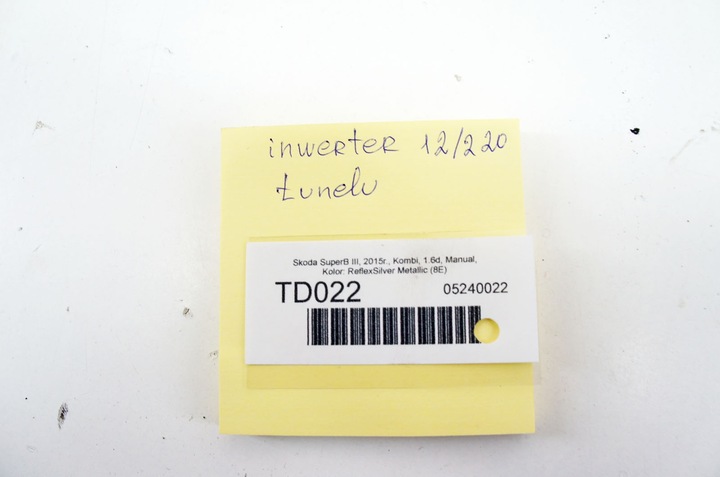 inwerter 12/220
tunelu
Skoda SuperB III, 2015r., Kombi, 1.6d, Manual,
Kolor: ReflexSilver Metallic (8E)
TD022 05240022